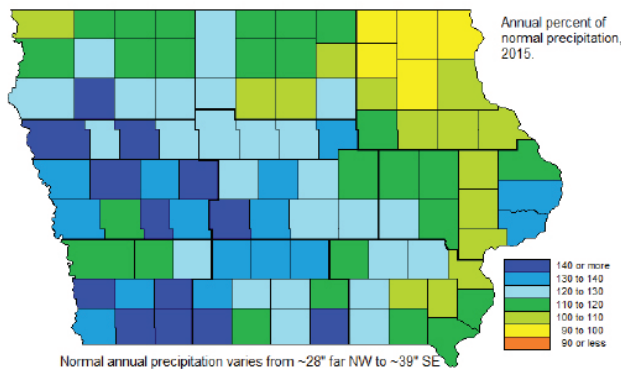 Annual percent of
normal precipitation,
2015.
140 or more
130 to 140
120 to 130
110 to 120
100 to 110
90 to 100
90 or less
Normal annual precipitation varies from ~28" far NW to ~39" SE